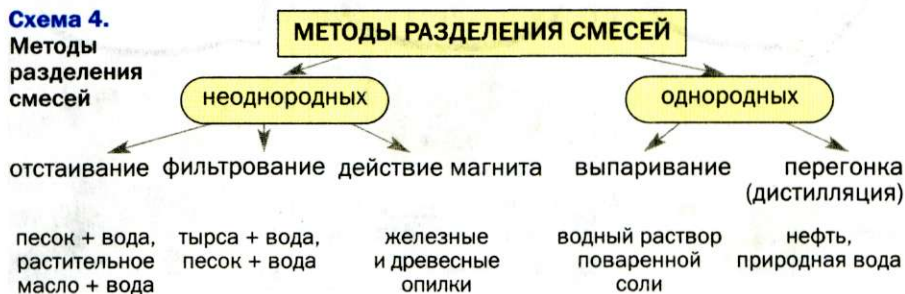 Схема 4.
Методы
разделения
смесей
МЕТОДЫ РАЗДЕЛЕНИЯ СМЕСЕЙ
неоднородных
однородных
отстаивание
фильтрование
действие магнита
выпаривание
перегонка
(дистилляция)
песок + вода,
растительное
масло + вода
тырса + вода,
песок + вода
железные
и древесные
опилки
водный раствор
поваренной
соли
нефть,
природная вода